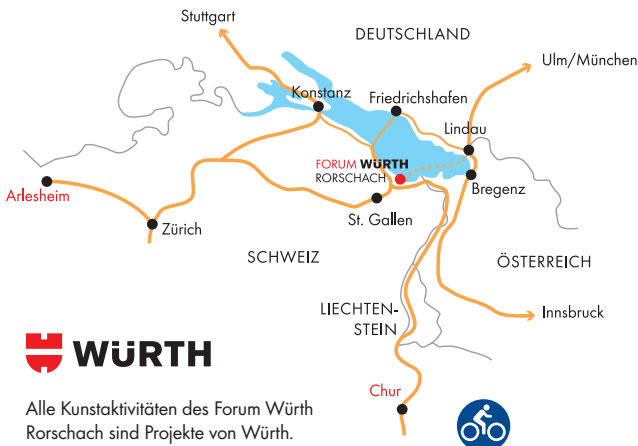 Stuttgart
DEUTSCHLAND
Ulm/München
Konstanz
Friedrichshafen
Lindau
FORUM WÜRTH
RORSCHACH
Arlesheim
Bregenz
Zürich
St. Gallen
SCHWEIZ
ÖSTERREICH
LIECHTEN-
STEIN
Innsbruck
WÜRTH
Chur
Alle Kunstaktivitäten des Forum Würth
Rorschach sind Projekte von Würth.